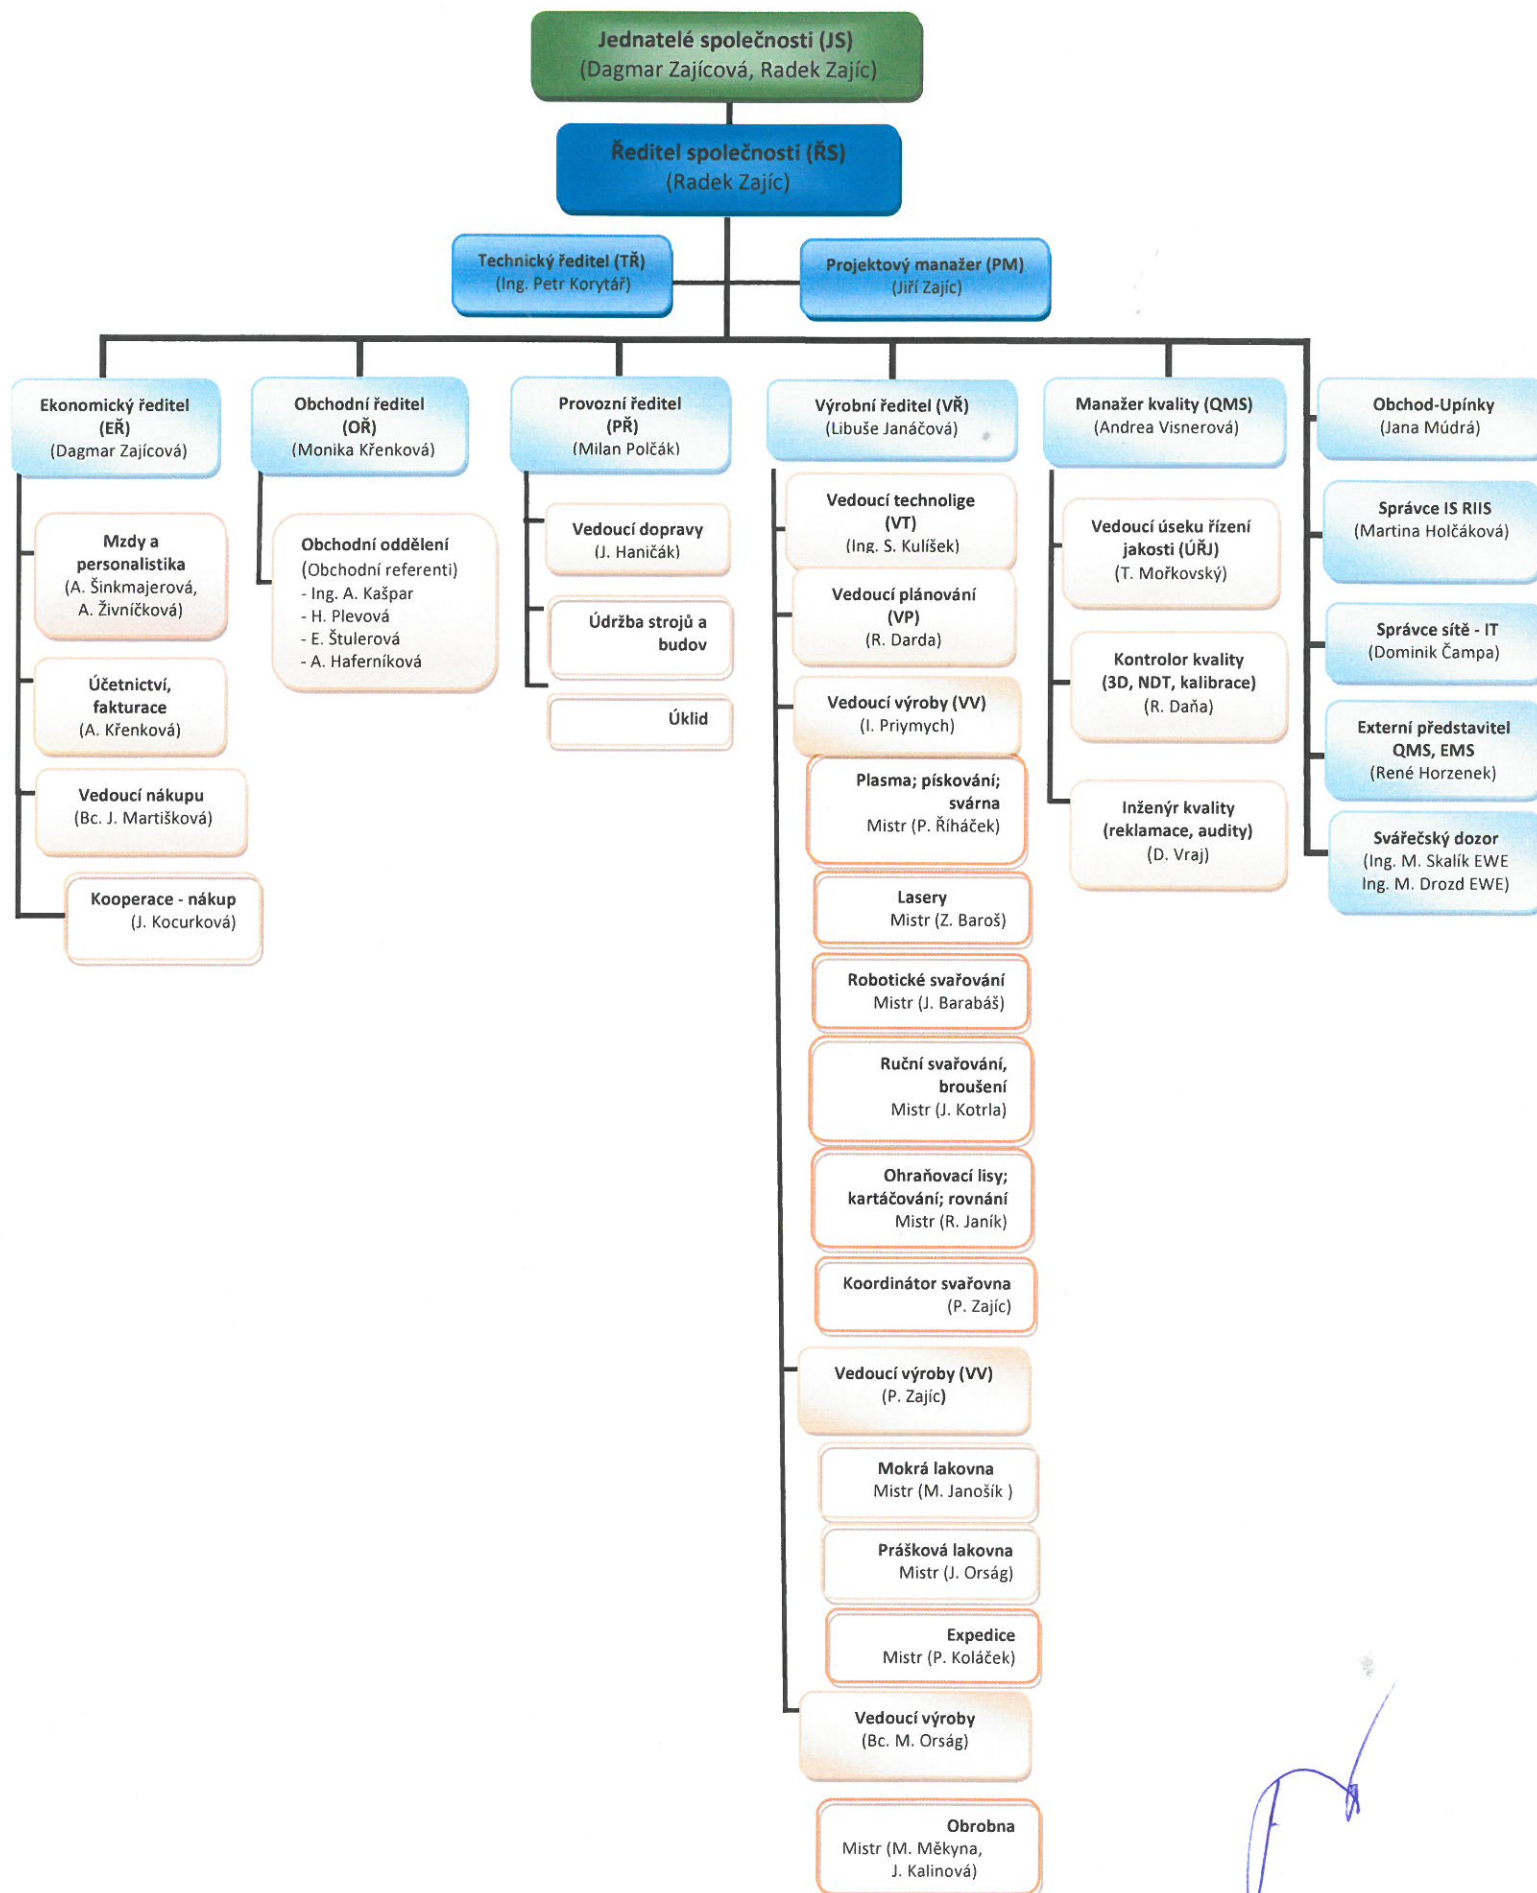 Jednatelé společnosti (JS)
(Dagmar Zajícová, Radek Zajíc)
Ředitel společnosti (ŘS)
(Radek Zajíc)
Technický ředitel (TŘ)
(Ing. Petr Korytář)
Projektový manažer (PM)
(Jiří Zajíc)
Ekonomický ředitel
(EŘ)
(Dagmar Zajícová)
Mzdy a
personalistika
(A. Šinkmajerová,
A. Živníčková)
Účetnictví,
fakturace
(A. Křenková)
Vedoucí nákupu
(Bc. J. Martišková)
Kooperace - nákup
(J. Kocurková)
Obchodní ředitel
(OŘ)
(Monika Křenková)
Obchodní oddělení
(Obchodní referenti)
- Ing. A. Kašpar
- H. Plevová
- E. Štulerová
- A. Haferníková
Provozní ředitel
(PŘ)
(Milan Polčák)
Vedoucí dopravy
(J. Haničák)
Údržba strojů a
budov
Úklid
Výrobní ředitel (VŘ)
(Libuše Janáčová)
Vedoucí technolige
(VT)
(Ing. S. Kulíšek)
Vedoucí plánování
(VP)
(R. Darda)
Vedoucí výroby (VV)
(I. Priymych)
Plasma; pískování;
svárna
Mistr (P. Říháček)
Lasery
Mistr (Z. Baroš)
Robotické svařování
Mistr (J. Barabáš)
Ruční svařování,
broušení
Mistr (J. Kotrla)
Ohraňovací lisy;
kartáčování; rovnání
Mistr (R. Janík)
Koordinátor svařovna
(P. Zajíc)
Vedoucí výroby (VV)
(P. Zajíc)
Mokrá lakovna
Mistr (M. Janošík )
Prášková lakovna
Mistr (J. Orság)
Expedice
Mistr (P. Koláček)
Vedoucí výroby
(Bc. M. Orság)
Obrobna
Mistr (M. Měkyna,
J. Kalinová)
Manažer kvality (QMS)
(Andrea Visnerová)
Vedoucí úseku řízení
jakosti (ÚŘJ)
(T. Mořkovský)
Kontrolor kvality
(3D, NDT, kalibrace)
(R. Daňa)
Inženýr kvality
(reklamace, audity)
(D. Vraj)
Obchod-Upínky
(Jana Múdrá)
Správce IS RIIS
(Martina Holčáková)
Správce sítě - IT
(Dominik Čampa)
Externí představitel
QMS, EMS
(René Horzenek)
Svářečský dozor
(Ing. M. Skalík EWE
Ing. M. Drozd EWE)